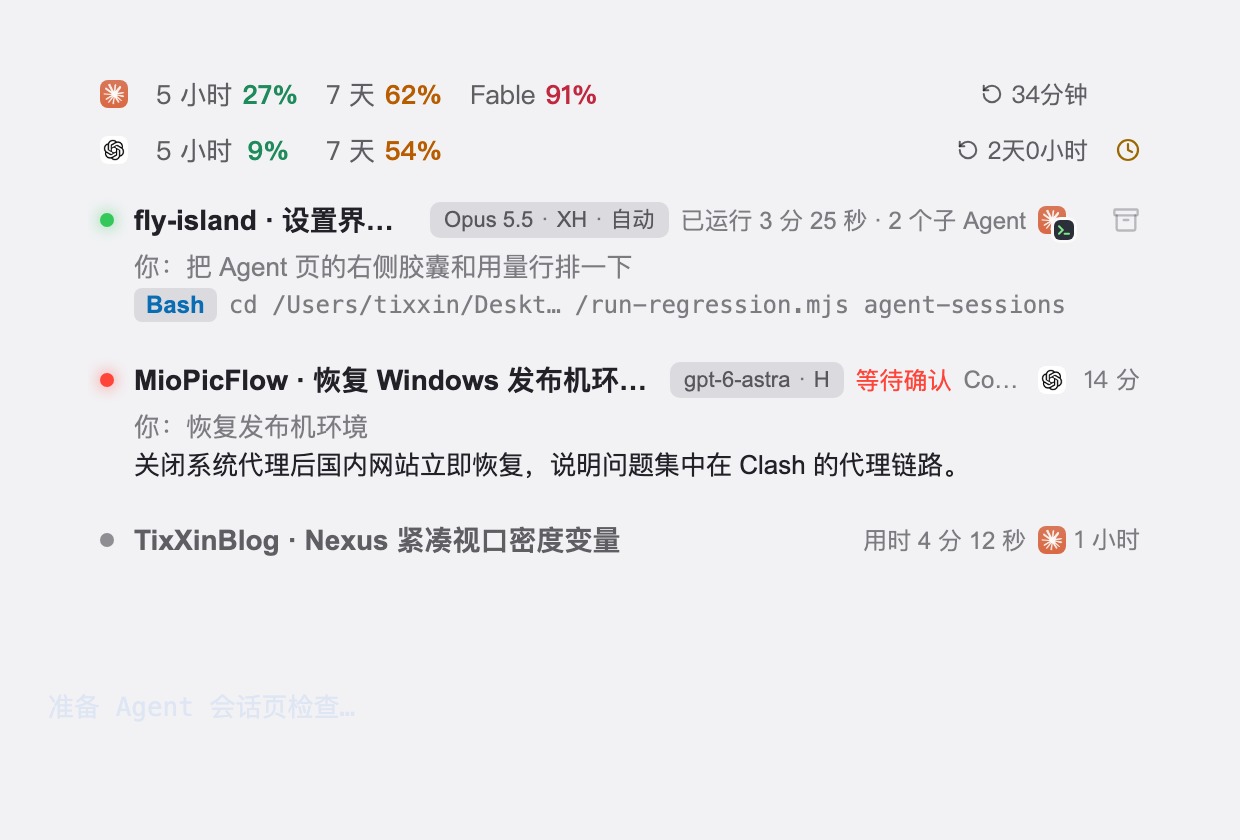 5 小时 27% 7 天 62% Fable 91% 34分钟
5 小时 9% 7 天 54% 2天0小时
fly-island · 设置界… Opus 5.5 · XH · 自动 已运行 3 分 25 秒 · 2 个子 Agent
你：把 Agent 页的右侧胶囊和用量行排一下
Bash cd /Users/tixxin/Deskt… /run-regression.mjs agent-sessions
MioPicFlow · 恢复 Windows 发布机环… gpt-6-astra · H 等待确认 Co… 14 分
你：恢复发布机环境
关闭系统代理后国内网站立即恢复，说明问题集中在 Clash 的代理链路。
TixXinBlog · Nexus 紧凑视口密度变量 用时 4 分 12 秒 1 小时
准备 Agent 会话页检查…